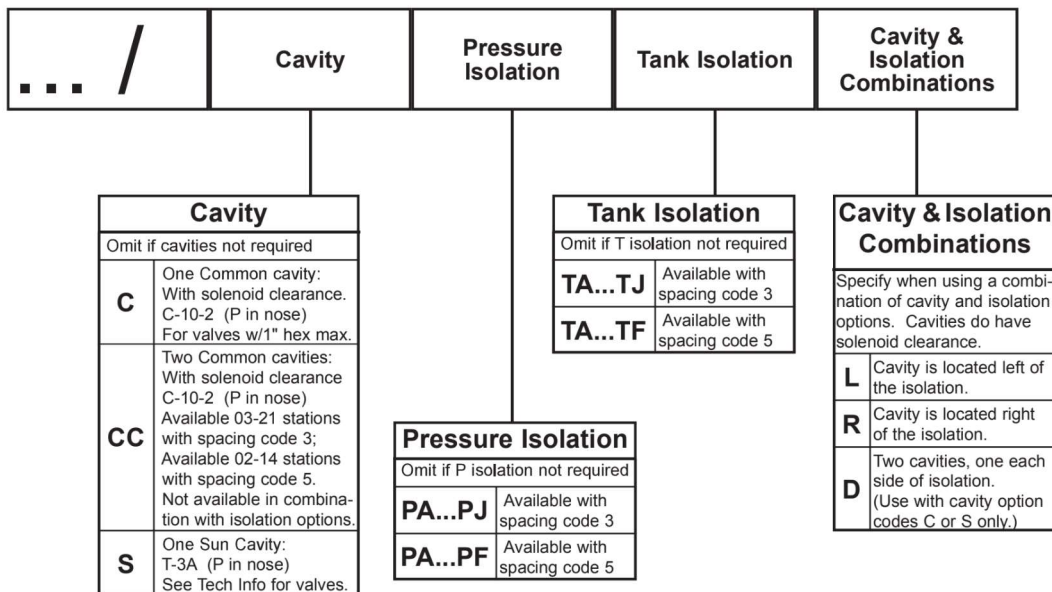 ... /
Cavity
Pressure
Isolation
Tank Isolation
Cavity &
Isolation
Combinations
Cavity
Omit if cavities not required
C
One Common cavity:
With solenoid clearance.
C-10-2 (P in nose)
For valves w/1" hex max.
CC
Two Common cavities:
With solenoid clearance
C-10-2 (P in nose)
Available 03-21 stations
with spacing code 3;
Available 02-14 stations
with spacing code 5.
Not available in combina-
tion with isolation options.
S
One Sun Cavity:
T-3A (P in nose)
See Tech Info for valves.
Pressure Isolation
Omit if P isolation not required
PA...PJ
Available with
spacing code 3
PA...PF
Available with
spacing code 5
Tank Isolation
Omit if T isolation not required
TA...TJ
Available with
spacing code 3
TA...TF
Available with
spacing code 5
Cavity & Isolation
Combinations
Specify when using a combi-
nation of cavity and isolation
options. Cavities do have
solenoid clearance.
L
Cavity is located left of
the isolation.
R
Cavity is located right
of the isolation.
D
Two cavities, one each
side of isolation.
(Use with cavity option
codes C or S only.)